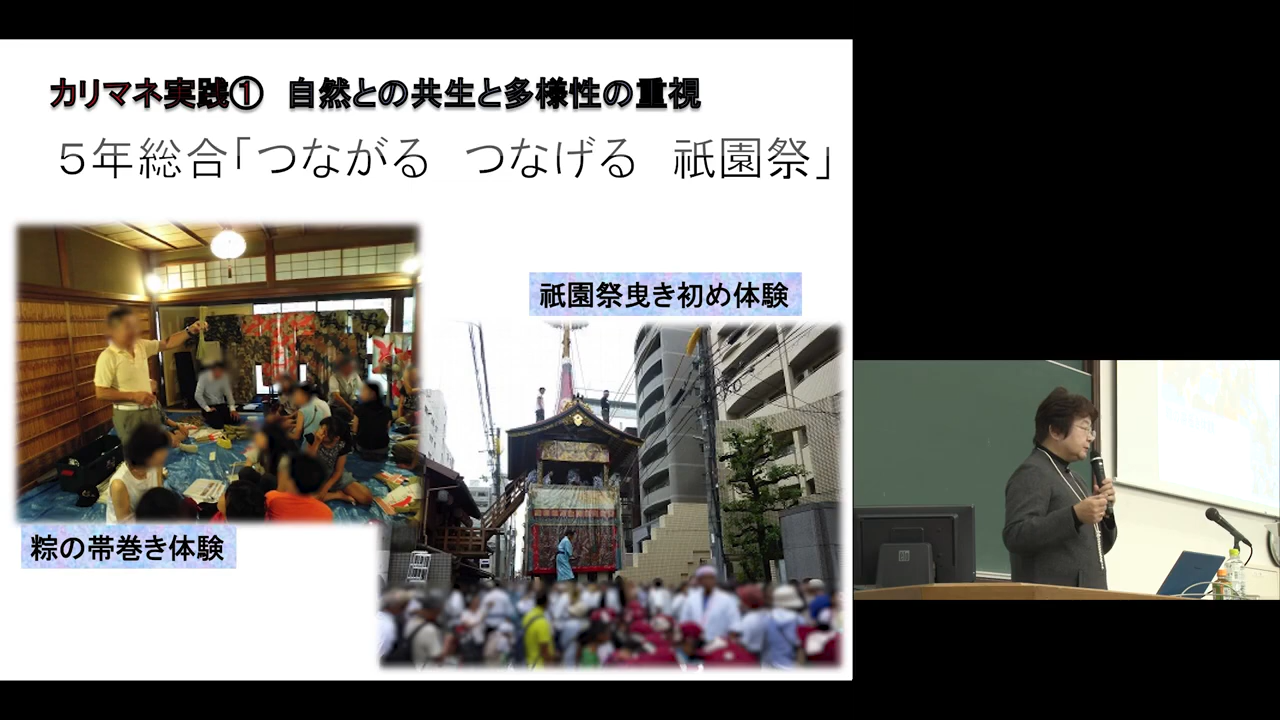 カリマネ実践① 自然との共生と多様性の重視
５年総合「つながる つなげる 祇園祭」
祇園祭曳き初め体験
粽の帯巻き体験